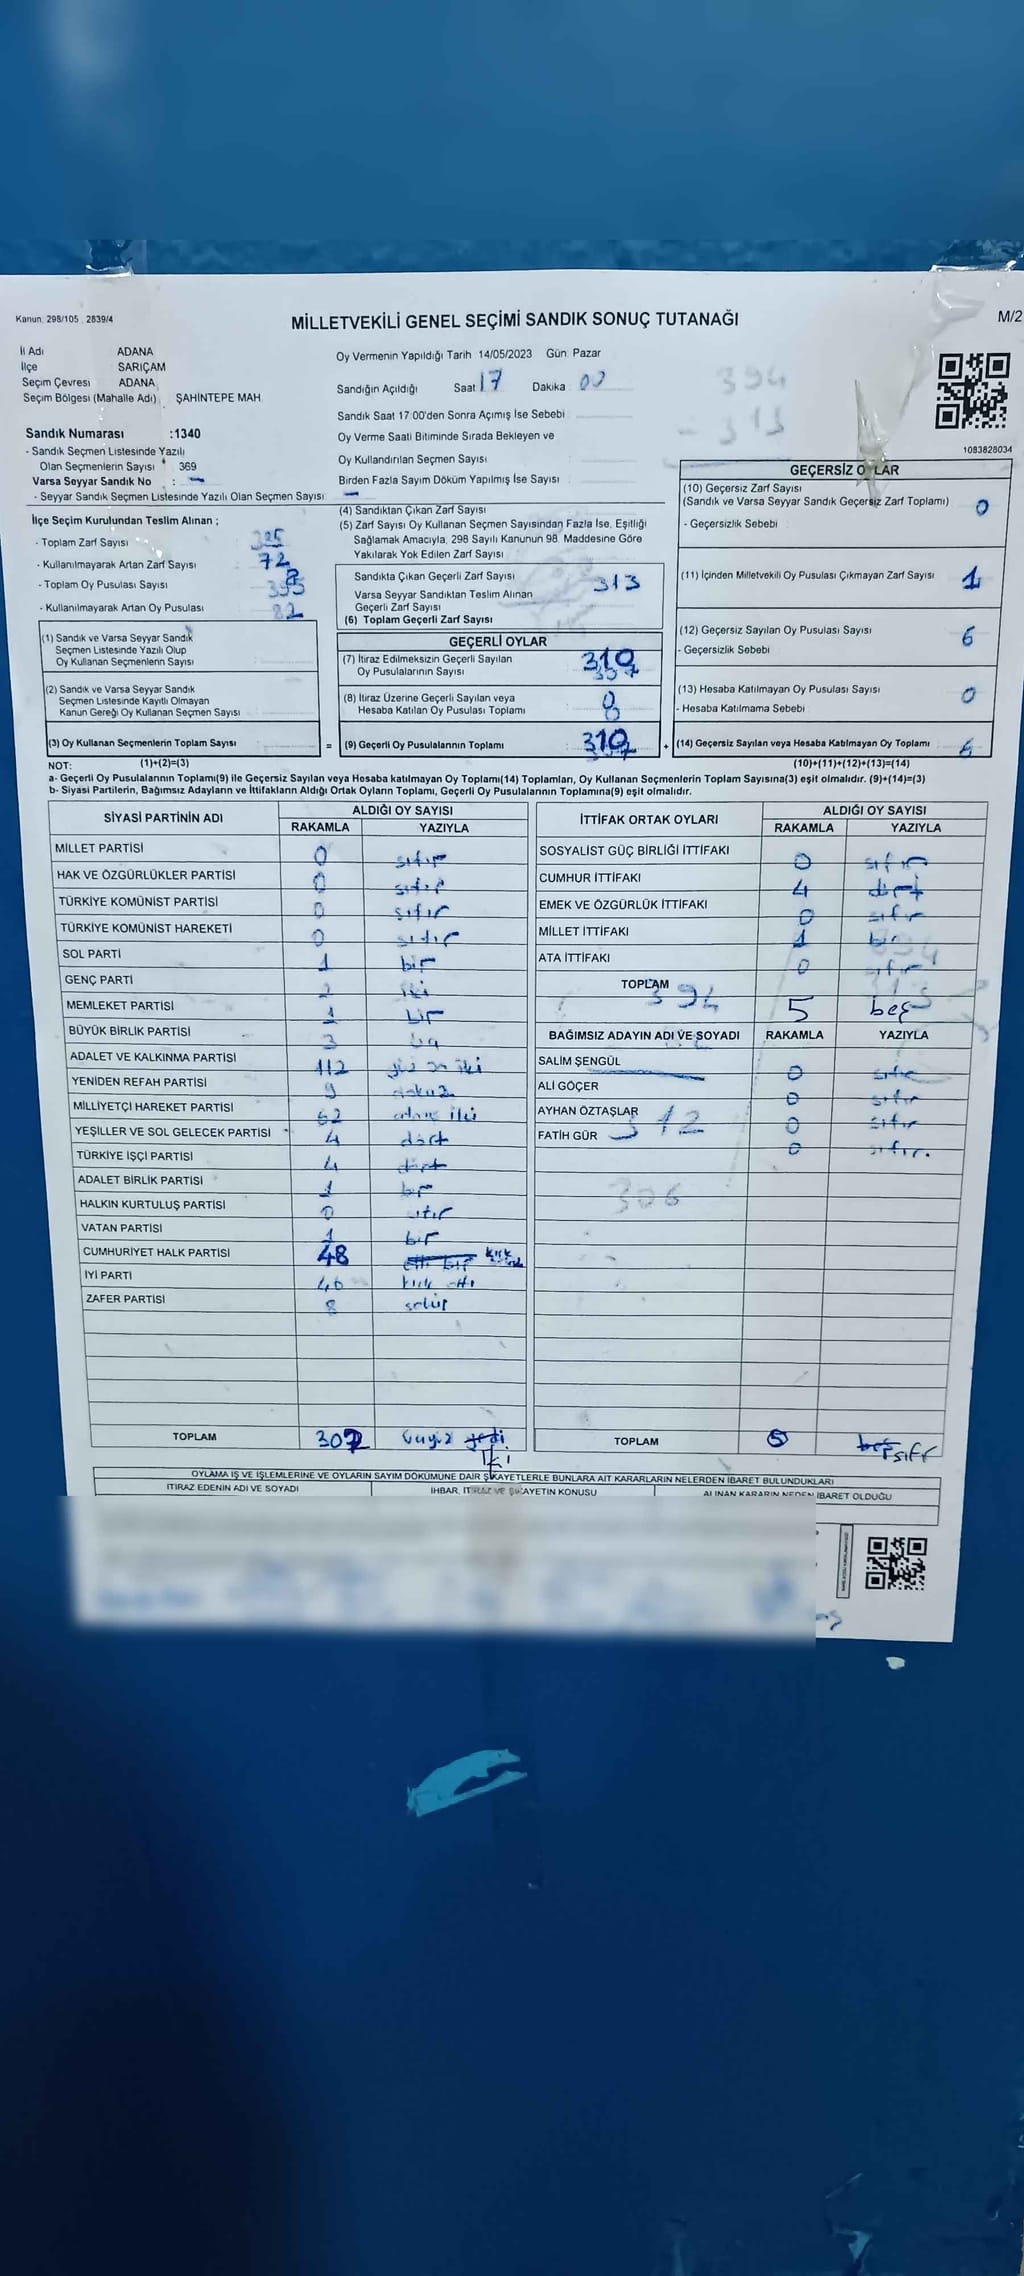 Kanun: 298/105 , 2839/4
MİLLETVEKİLİ GENEL SEÇİMİ SANDIK SONUÇ TUTANAĞI
M/2
İl Adı ADANA
İlçe SARIÇAM
Seçim Çevresi ADANA
Seçim Bölgesi (Mahalle Adı) ŞAHİNTEPE MAH.
Sandık Numarası :1340
- Sandık Seçmen Listesinde Yazılı
Olan Seçmenlerin Sayısı : 369
Varsa Seyyar Sandık No : -
- Seyyar Sandık Seçmen Listesinde Yazılı Olan Seçmen Sayısı -
Oy Vermenin Yapıldığı Tarih 14/05/2023 Gün: Pazar
Sandığın Açıldığı Saat 17 Dakika : 00
Sandık Saat 17:00'den Sonra Açılmış İse Sebebi :
Oy Verme Saati Bitiminde Sırada Bekleyen ve
Oy Kullandırılan Seçmen Sayısı :
Birden Fazla Sayım Döküm Yapılmış İse Sayısı :
394
- 313
1083828034
İlçe Seçim Kurulundan Teslim Alınan ;
- Toplam Zarf Sayısı
- Kullanılmayarak Artan Zarf Sayısı : 72
- Toplam Oy Pusulası Sayısı
- Kullanılmayarak Artan Oy Pusulası : 82
(1) Sandık ve Varsa Seyyar Sandık
Seçmen Listesinde Yazılı Olup
Oy Kullanan Seçmenlerin Sayısı
(2) Sandık ve Varsa Seyyar Sandık
Seçmen Listesinde Kayıtlı Olmayan
Kanun Gereği Oy Kullanan Seçmen Sayısı
(3) Oy Kullanan Seçmenlerin Toplam Sayısı
(4) Sandıktan Çıkan Zarf Sayısı :
(5) Zarf Sayısı Oy Kullanan Seçmen Sayısından Fazla İse, Eşitliği
Sağlamak Amacıyla, 298 Sayılı Kanunun 98. Maddesine Göre
Yakılarak Yok Edilen Zarf Sayısı :
Sandıkta Çıkan Geçerli Zarf Sayısı 313
Varsa Seyyar Sandıktan Teslim Alınan
Geçerli Zarf Sayısı
(6) Toplam Geçerli Zarf Sayısı
GEÇERLİ OYLAR
(7) İtiraz Edilmeksizin Geçerli Sayılan
Oy Pusulalarının Sayısı : 310
(8) İtiraz Üzerine Geçerli Sayılan veya
Hesaba Katılan Oy Pusulası Toplamı : 0
= (9) Geçerli Oy Pusulalarının Toplamı : 310
GEÇERSİZ OYLAR
(10) Geçersiz Zarf Sayısı
(Sandık ve Varsa Seyyar Sandık Geçersiz Zarf Toplamı) 0
- Geçersizlik Sebebi :
(11) İçinden Milletvekili Oy Pusulası Çıkmayan Zarf Sayısı : 1
(12) Geçersiz Sayılan Oy Pusulası Sayısı : 6
- Geçersizlik Sebebi :
(13) Hesaba Katılmayan Oy Pusulası Sayısı : 0
- Hesaba Katılmama Sebebi :
+ (14) Geçersiz Sayılan veya Hesaba Katılmayan Oy Toplamı : 6
NOT: (1)+(2)=(3) (10)+(11)+(12)+(13)=(14)
a- Geçerli Oy Pusulalarının Toplamı(9) ile Geçersiz Sayılan veya Hesaba katılmayan Oy Toplamı(14) Toplamları, Oy Kullanan Seçmenlerin Toplam Sayısına(3) eşit olmalıdır. (9)+(14)=(3)
b- Siyasi Partilerin, Bağımsız Adayların ve İttifakların Aldığı Ortak Oyların Toplamı, Geçerli Oy Pusulalarının Toplamına(9) eşit olmalıdır.
SİYASİ PARTİNİN ADI ALDIĞI OY SAYISI
RAKAMLA YAZIYLA
MİLLET PARTİSİ 0 sıfır
HAK VE ÖZGÜRLÜKLER PARTİSİ 0 sıfır
TÜRKİYE KOMÜNİST PARTİSİ 0 sıfır
TÜRKİYE KOMÜNİST HAREKETİ 0 sıfır
SOL PARTİ 1 bir
GENÇ PARTİ 2 iki
MEMLEKET PARTİSİ 1 bir
BÜYÜK BİRLİK PARTİSİ 3 üç
ADALET VE KALKINMA PARTİSİ 112 yüz on iki
YENİDEN REFAH PARTİSİ 9 dokuz
MİLLİYETÇİ HAREKET PARTİSİ 62 altmış iki
YEŞİLLER VE SOL GELECEK PARTİSİ 4 dört
TÜRKİYE İŞÇİ PARTİSİ 4 dört
ADALET BİRLİK PARTİSİ 1 bir
HALKIN KURTULUŞ PARTİSİ 0 sıfır
VATAN PARTİSİ 1 bir
CUMHURİYET HALK PARTİSİ 48 elli bir kırk
İYİ PARTİ 46 kırk altı
ZAFER PARTİSİ 8 sekiz
TOPLAM 302 üçyüz yedi
iki
İTTİFAK ORTAK OYLARI ALDIĞI OY SAYISI
RAKAMLA YAZIYLA
SOSYALİST GÜÇ BİRLİĞİ İTTİFAKI 0 sıfır
CUMHUR İTTİFAKI 4 dört
EMEK VE ÖZGÜRLÜK İTTİFAKI 0 sıfır
MİLLET İTTİFAKI 1 bir
ATA İTTİFAKI 0 sıfır
TOPLAM 5 beş
394
BAĞIMSIZ ADAYIN ADI VE SOYADI RAKAMLA YAZIYLA
SALİM ŞENGÜL 0 sıfır
ALİ GÖÇER 0 sıfır
AYHAN ÖZTAŞLAR 0 sıfır
FATİH GÜR 0 sıfır.
312
306
TOPLAM 5 beş sıfır
OYLAMA İŞ VE İŞLEMLERİNE VE OYLARIN SAYIM DÖKÜMÜNE DAİR ŞİKAYETLERLE BUNLARA AİT KARARLARIN NELERDEN İBARET BULUNDUKLARI
İTİRAZ EDENİN ADI VE SOYADI İHBAR, İTİRAZ VE ŞİKAYETİN KONUSU ALINAN KARARIN NEDEN İBARET OLDUĞU